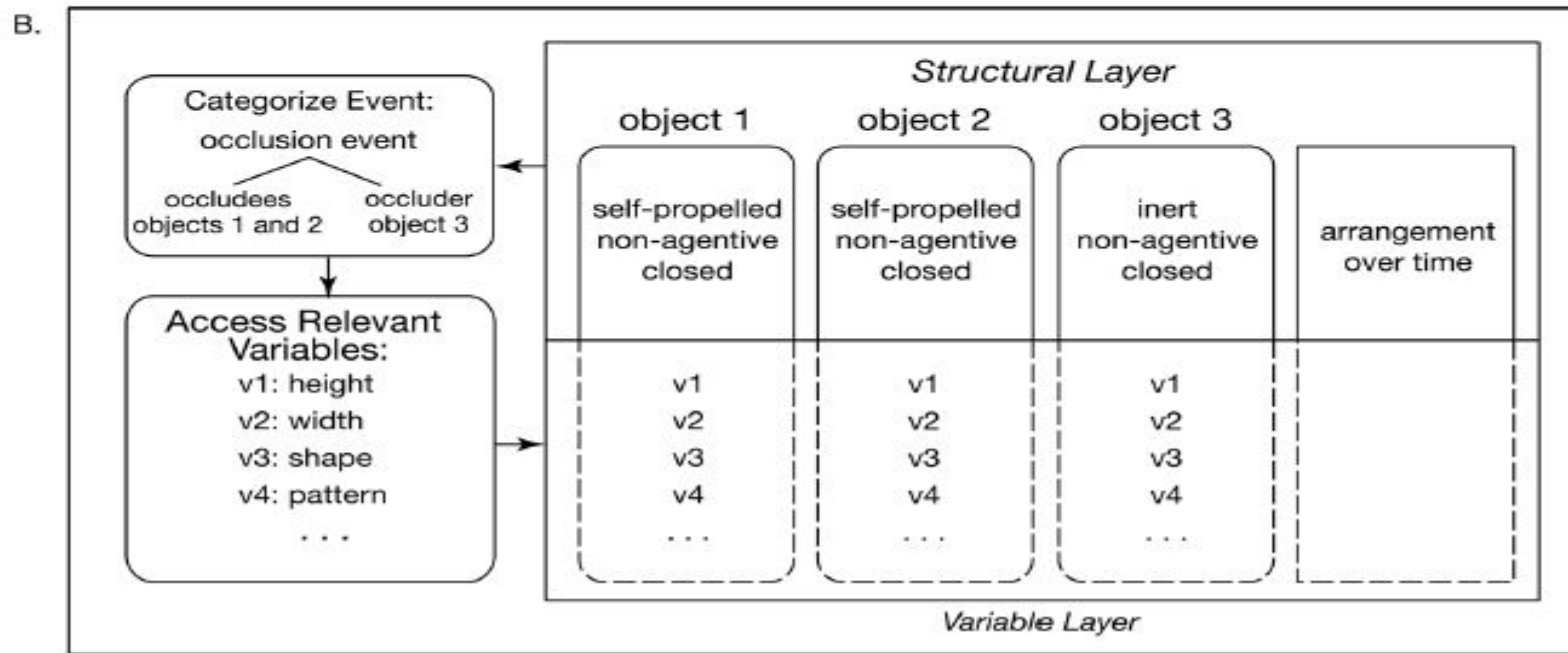 B.
Categorize Event:
occlusion event
occludees
objects 1 and 2
occluder
object 3
Access Relevant
Variables:
v1: height
v2: width
v3: shape
v4: pattern
. . .
Structural Layer
object 1
self-propelled
non-agentive
closed
v1
v2
v3
v4
. . .
object 2
self-propelled
non-agentive
closed
v1
v2
v3
v4
. . .
object 3
inert
non-agentive
closed
v1
v2
v3
v4
. . .
arrangement
over time
Variable Layer